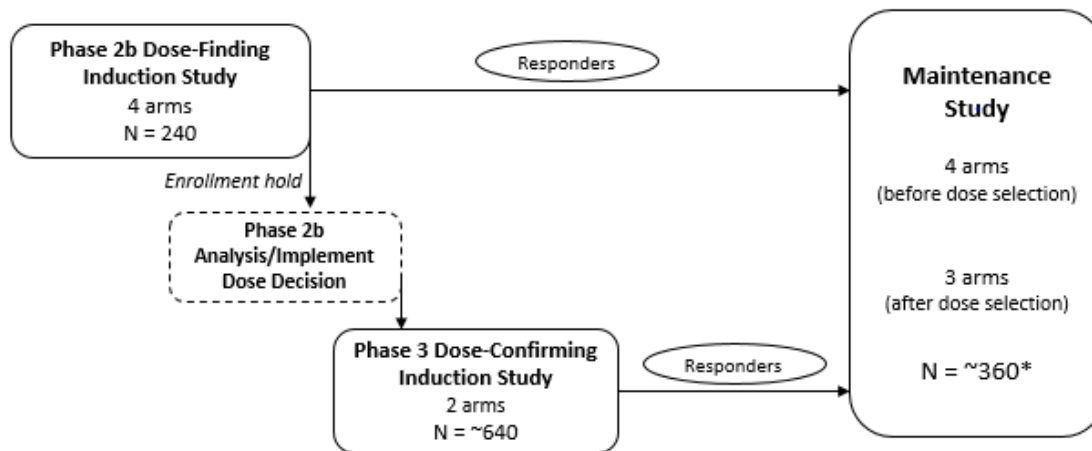 Phase 2b Dose-Finding
Induction Study
4 arms
N = 240
Responders
Enrollment hold
Phase 2b
Analysis/Implement
Dose Decision
Phase 3 Dose-Confirming
Induction Study
2 arms
N = ~640
Responders
Maintenance
Study
4 arms
(before dose selection)
3 arms
(after dose selection)
N = ~360*